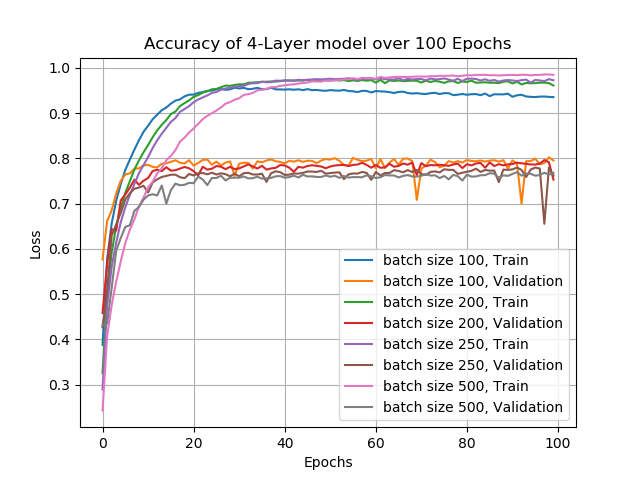 Accuracy of 4-Layer model over 100 Epochs
1.0
0.9
0.8
0.7
0.6
0.5
0.4
0.3
Loss
0 20 40 60 80 100
Epochs
batch size 100, Train
batch size 100, Validation
batch size 200, Train
batch size 200, Validation
batch size 250, Train
batch size 250, Validation
batch size 500, Train
batch size 500, Validation